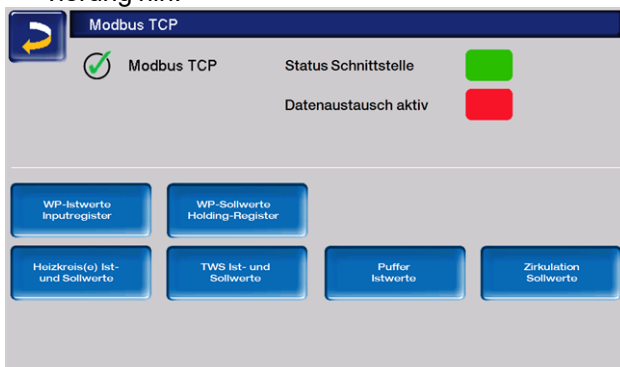 Modbus TCP
Modbus TCP Status Schnittstelle
Datenaustausch aktiv
WP-Istwerte
Inputregister
WP-Sollwerte
Holding-Register
Heizkreis(e) Ist-
und Sollwerte
TWS Ist- und
Sollwerte
Puffer
Istwerte
Zirkulation
Sollwerte